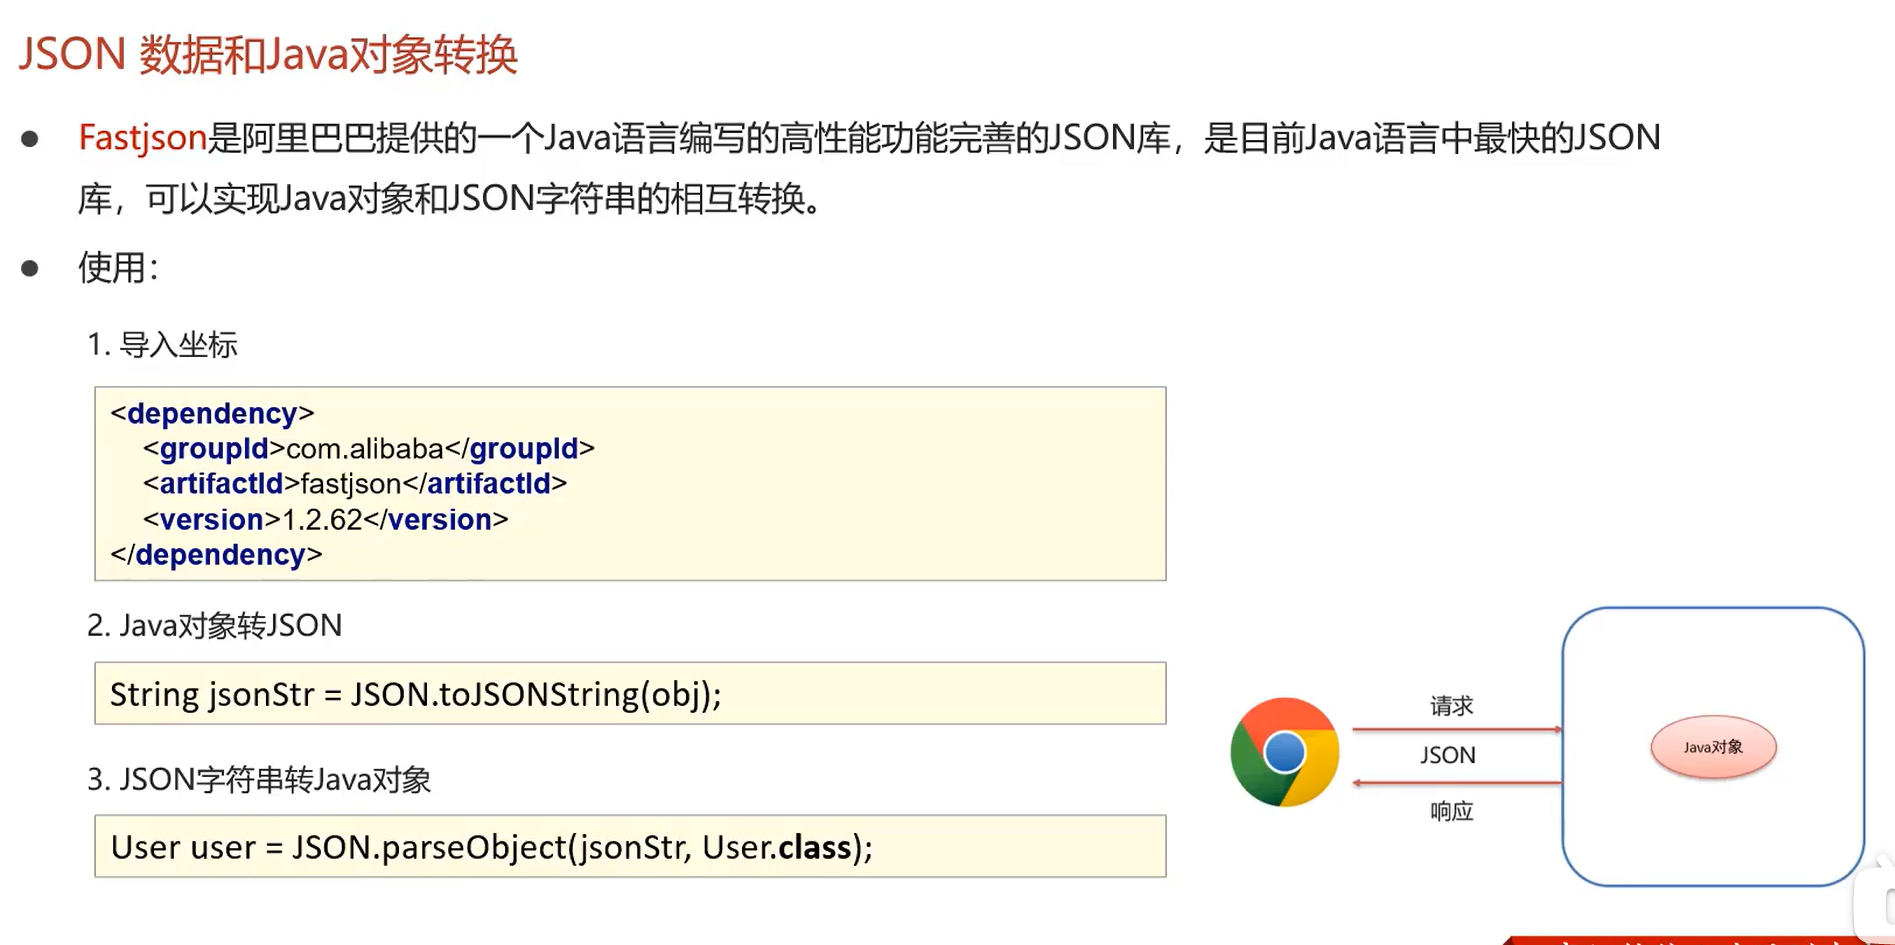 JSON 数据和Java对象转换
● Fastjson是阿里巴巴提供的一个Java语言编写的高性能功能完善的JSON库，是目前Java语言中最快的JSON
库，可以实现Java对象和JSON字符串的相互转换。
● 使用：
1. 导入坐标
<dependency>
    <groupId>com.alibaba</groupId>
    <artifactId>fastjson</artifactId>
    <version>1.2.62</version>
</dependency>
2. Java对象转JSON
String jsonStr = JSON.toJSONString(obj);
3. JSON字符串转Java对象
User user = JSON.parseObject(jsonStr, User.class);
请求
JSON
响应
Java对象